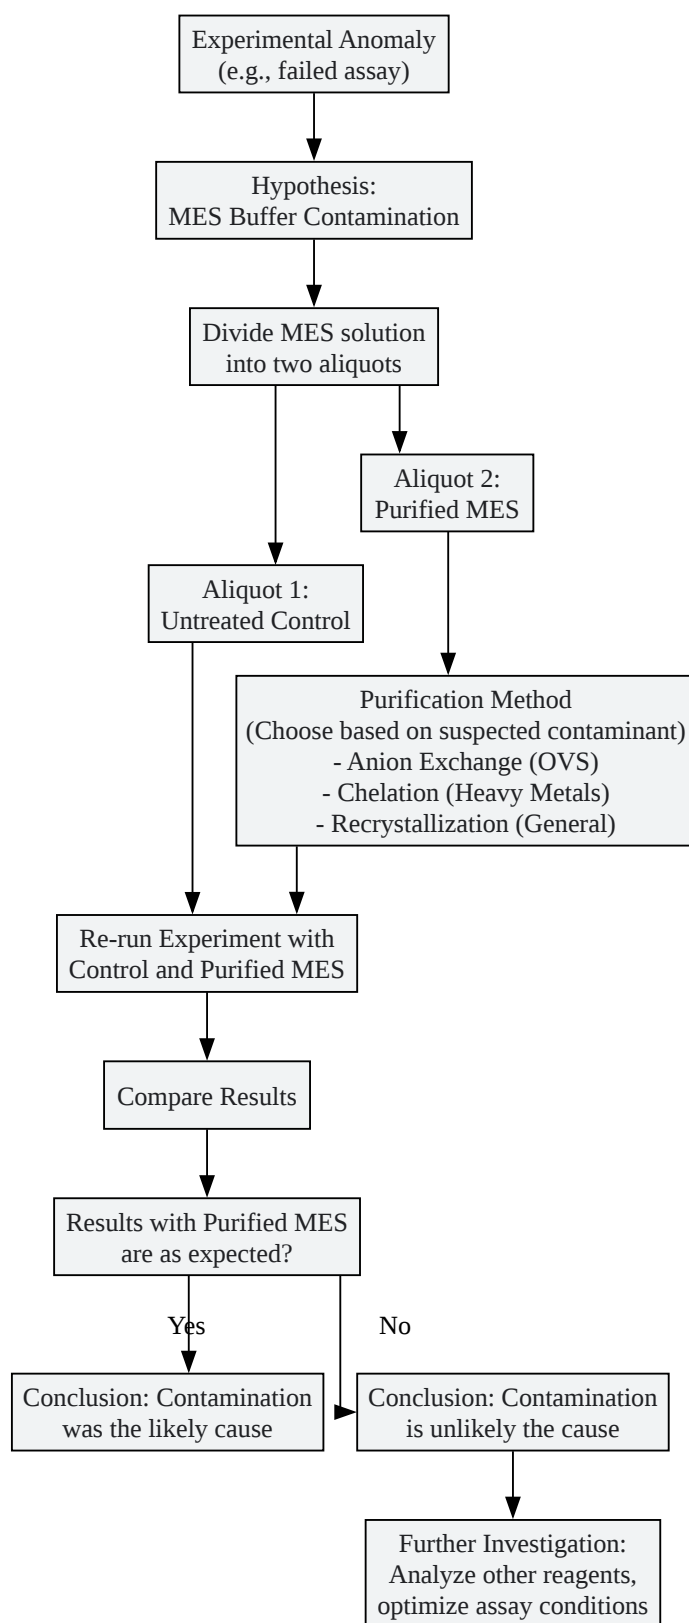 Experimental Anomaly
(e.g., failed assay)
Hypothesis:
MES Buffer Contamination
Divide MES solution
into two aliquots
Aliquot 2:
Purified MES
Aliquot 1:
Untreated Control
Purification Method
(Choose based on suspected contaminant)
- Anion Exchange (OVS)
- Chelation (Heavy Metals)
- Recrystallization (General)
Re-run Experiment with
Control and Purified MES
Compare Results
Results with Purified MES
are as expected?
Yes
No
Conclusion: Contamination
was the likely cause
Conclusion: Contamination
is unlikely the cause
Further Investigation:
Analyze other reagents,
optimize assay conditions